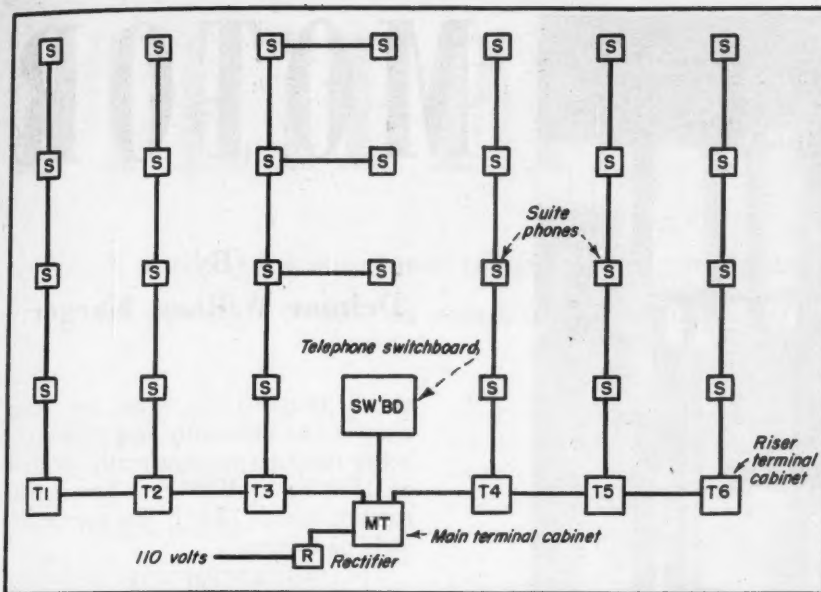 S S S S S S S
S S S S S S S
Suite
phones
S S S S S S S
Telephone switchboard
S S S SW'BD S S S
Riser
terminal
cabinet
T1 T2 T3 T4 T5 T6
MT
Main terminal cabinet
110 volts R Rectifier